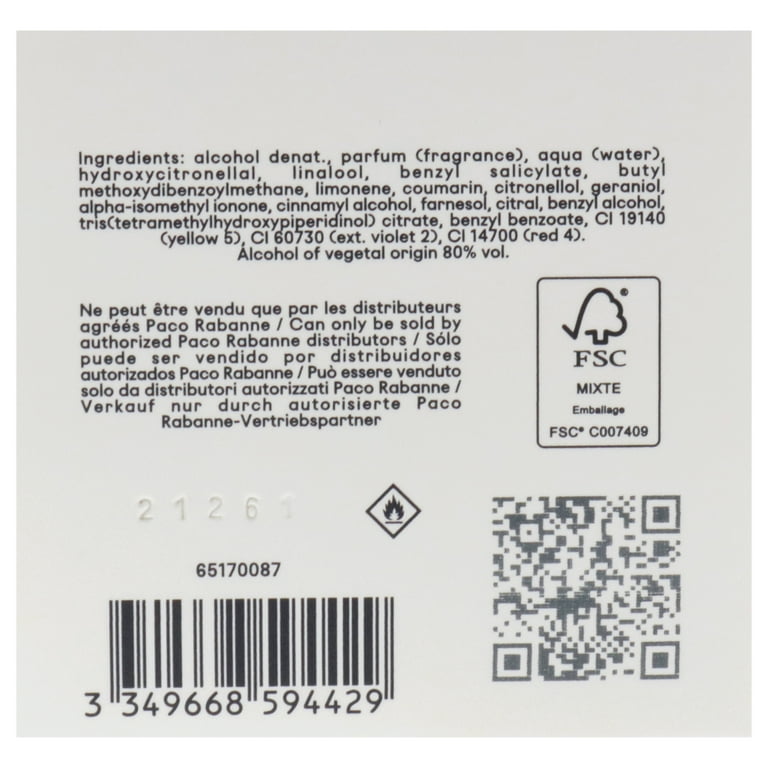 Ingredients: alcohol denat., parfum (fragrance), aqua (water),
hydroxycitronellal, linalool, benzyl salicylate, butyl
methoxydibenzoylmethane, limonene, coumarin, citronellol, geraniol,
alpha-isomethyl ionone, cinnamyl alcohol, farnesol, citral, benzyl alcohol,
tris(tetramethylhydroxypiperidinol) citrate, benzyl benzoate, CI 19140
(yellow 5), CI 60730 (ext. violet 2), CI 14700 (red 4).
Alcohol of vegetal origin 80% vol.
Ne peut être vendu que par les distributeurs
agréés Paco Rabanne / Can only be sold by
authorized Paco Rabanne distributors / Sólo
puede ser vendido por distribuidores
autorizados Paco Rabanne / Può essere venduto
solo da distributori autorizzati Paco Rabanne /
Verkauf nur durch autorisierte Paco
Rabanne-Vertriebspartner
®
FSC
MIXTE
Emballage
FSC® C007409
21261
65170087
3 349668 594429